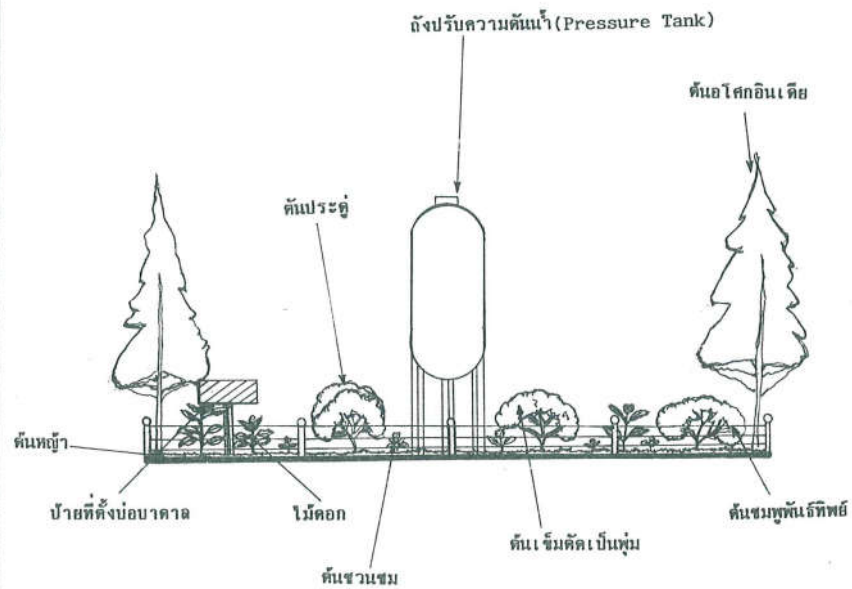 ถังปรับความดันน้ำ(Pressure Tank)
ต้นอโศกอินเดีย
ต้นประดู่
ต้นหญ้า
ป้ายที่ตั้งบ่อบาดาล
ไม้ดอก
ต้นชมพูพันธ์ทิพย์
ต้นเข็มตัดเป็นพุ่ม
ต้นชวนชม